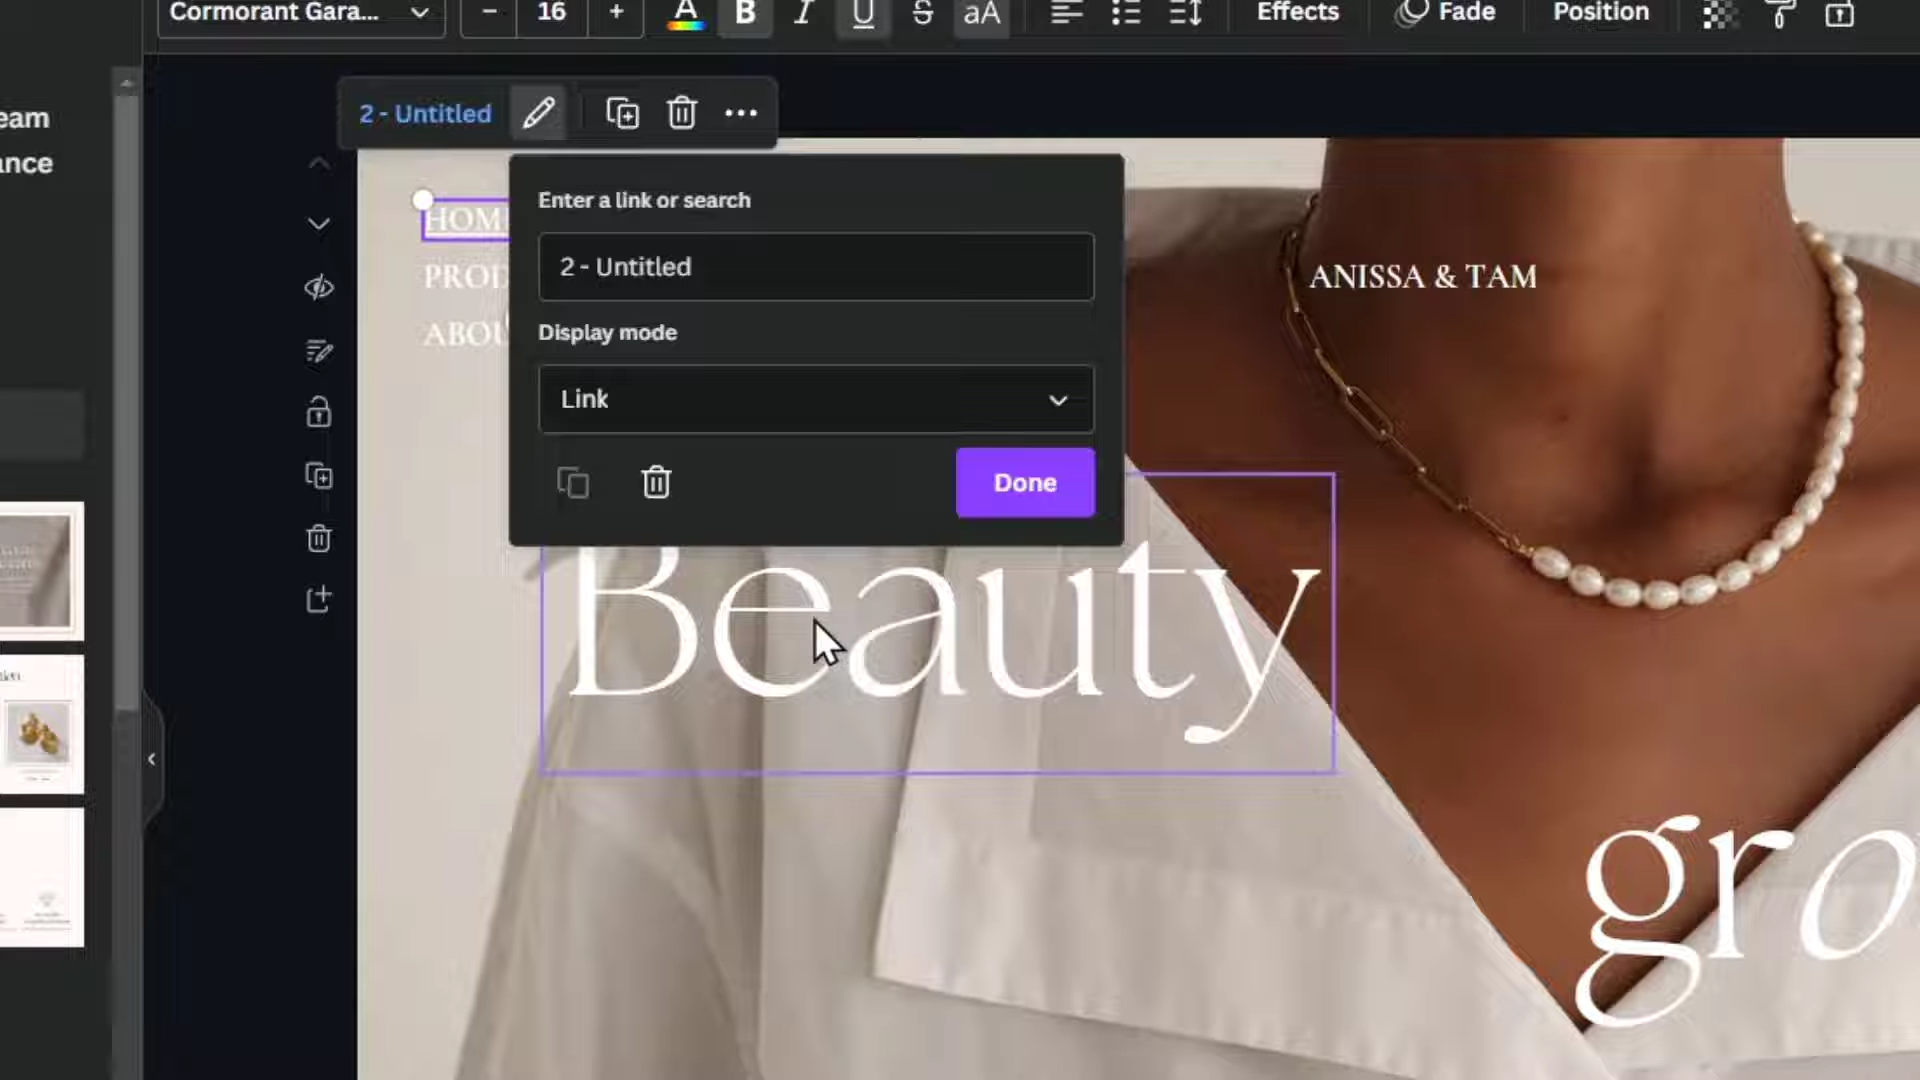 Cormorant Gara... – 16 + A B I U S aA Effects Fade Position
eam
ance
2 - Untitled
Enter a link or search
2 - Untitled
Display mode
Link
Done
HOM
PROD
ABOU
ANISSA & TAM
Beauty
gro